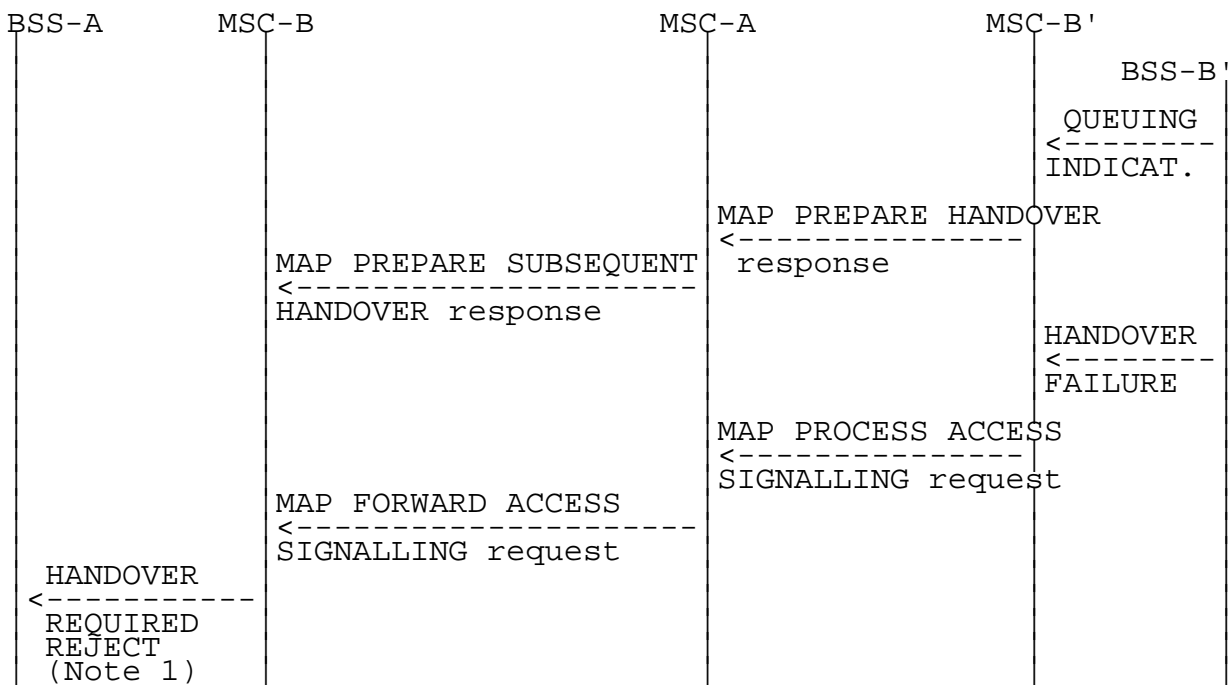 BSS-A MSC-B MSC-A MSC-B'
BSS-B'
QUEUING
<--------
INDICAT.
MAP PREPARE HANDOVER
<---------------
MAP PREPARE SUBSEQUENT response
<---------------------
HANDOVER response
HANDOVER
<--------
FAILURE
MAP PROCESS ACCESS
<---------------
SIGNALLING request
MAP FORWARD ACCESS
<---------------------
SIGNALLING request
HANDOVER
<-----------
REQUIRED
REJECT
(Note 1)